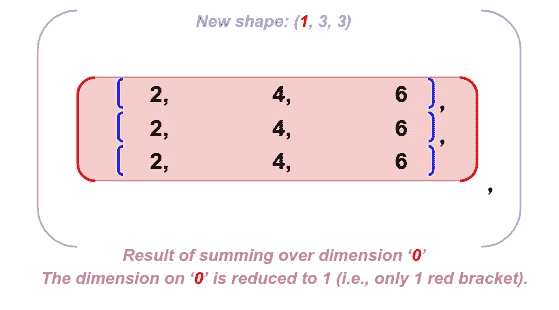 New shape: (1, 3, 3)
[ 2, 4, 6 ],
[ 2, 4, 6 ],
[ 2, 4, 6 ]
,
Result of summing over dimension ‘0’
The dimension on ‘0’ is reduced to 1 (i.e., only 1 red bracket).